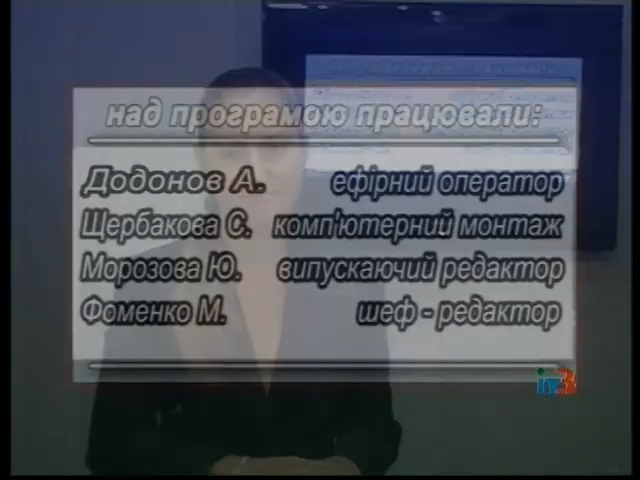 над програмою працювали:
Додонов А. ефірний оператор
Щербакова С. комп'ютерний монтаж
Морозова Ю. випускаючий редактор
Фоменко М. шеф - редактор